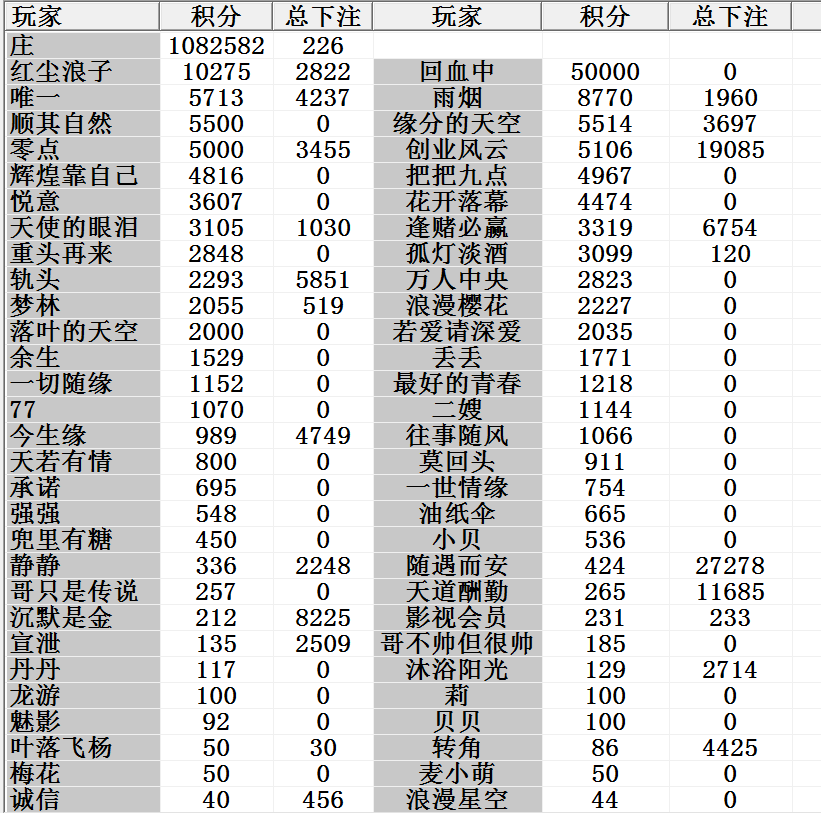 玩家 积分 总下注 玩家 积分 总下注
庄 1082582 226
红尘浪子 10275 2822 回血中 50000 0
唯一 5713 4237 雨烟 8770 1960
顺其自然 5500 0 缘分的天空 5514 3697
零点 5000 3455 创业风云 5106 19085
辉煌靠自己 4816 0 把把九点 4967 0
悦意 3607 0 花开落幕 4474 0
天使的眼泪 3105 1030 逢赌必赢 3319 6754
重头再来 2848 0 孤灯淡酒 3099 120
轨头 2293 5851 万人中央 2823 0
梦林 2055 519 浪漫樱花 2227 0
落叶的天空 2000 0 若爱请深爱 2035 0
余生 1529 0 丢丢 1771 0
一切随缘 1152 0 最好的青春 1218 0
77 1070 0 二嫂 1144 0
今生缘 989 4749 往事随风 1066 0
天若有情 800 0 莫回头 911 0
承诺 695 0 一世情缘 754 0
强强 548 0 油纸伞 665 0
兜里有糖 450 0 小贝 536 0
静静 336 2248 随遇而安 424 27278
哥只是传说 257 0 天道酬勤 265 11685
沉默是金 212 8225 影视会员 231 233
宣泄 135 2509 哥不帅但很帅 185 0
丹丹 117 0 沐浴阳光 129 2714
龙游 100 0 莉 100 0
魅影 92 0 贝贝 100 0
叶落飞杨 50 30 转角 86 4425
梅花 50 0 麦小萌 50 0
诚信 40 456 浪漫星空 44 0